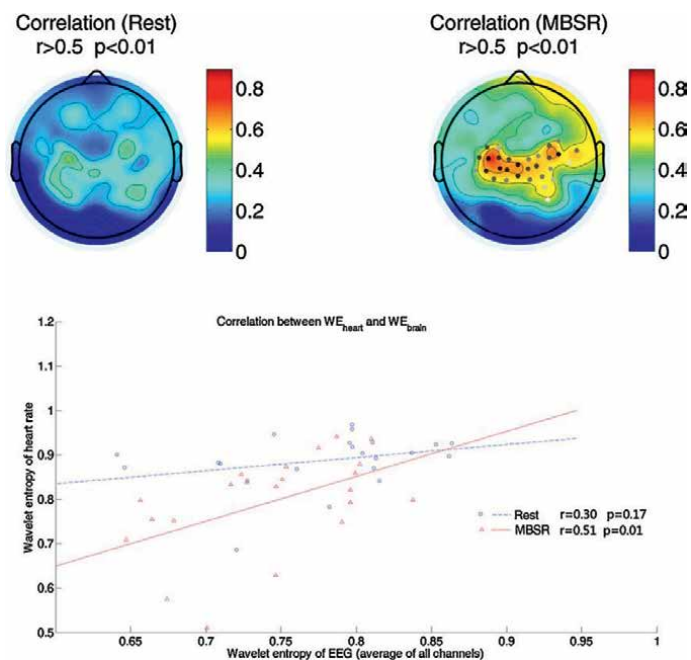 Correlation (Rest)
r>0.5 p<0.01
0.8
0.6
0.4
0.2
0
Correlation (MBSR)
r>0.5 p<0.01
0.8
0.6
0.4
0.2
0
Correlation between WEheart and WEbrain
Wavelet entropy of heart rate
1.2
1.1
1
0.9
0.8
0.7
0.6
0.5
Rest r=0.30 p=0.17
MBSR r=0.51 p=0.01
0.65 0.7 0.75 0.8 0.85 0.9 0.95 1
Wavelet entropy of EEG (average of all channels)